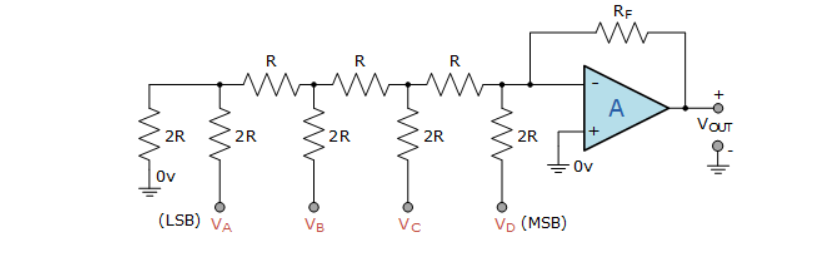 RF
R R R
-
A
+
+
VOUT
-
2R 2R 2R 2R 2R
0v
0v
(LSB) VA VB VC VD (MSB)